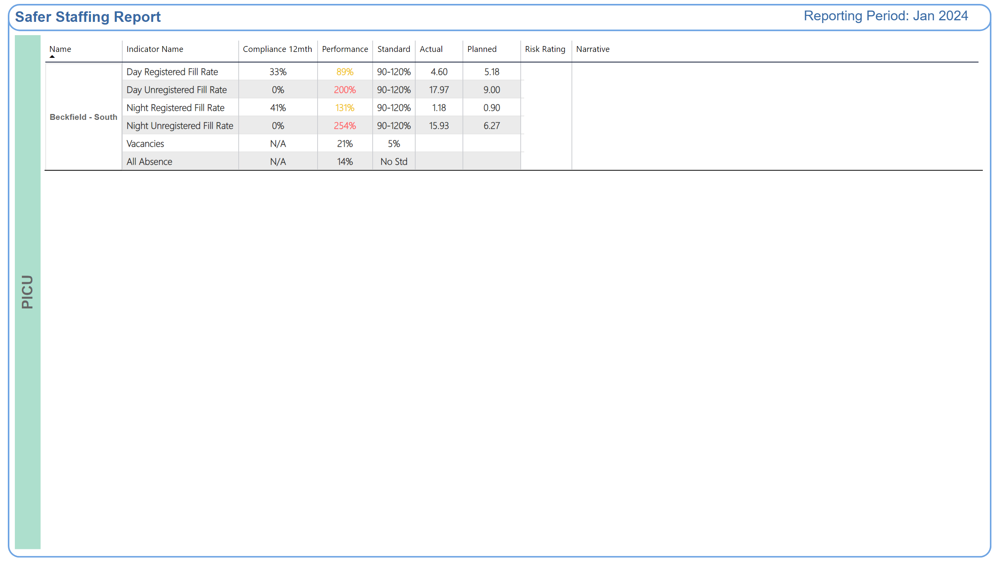 Safer Staffing Report
Reporting Period: Jan 2024
PICU
Name Indicator Name Compliance 12mth Performance Standard Actual Planned Risk Rating Narrative
Beckfield - South
Day Registered Fill Rate 33% 89% 90-120% 4.60 5.18
Day Unregistered Fill Rate 0% 200% 90-120% 17.97 9.00
Night Registered Fill Rate 41% 131% 90-120% 1.18 0.90
Night Unregistered Fill Rate 0% 254% 90-120% 15.93 6.27
Vacancies N/A 21% 5%
All Absence N/A 14% No Std